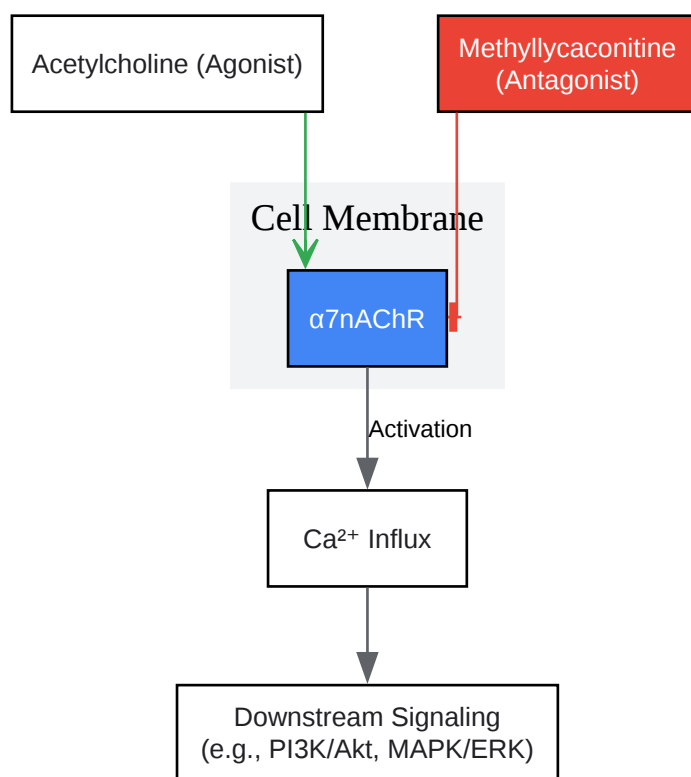 Acetylcholine (Agonist)
Methyllycaconitine
(Antagonist)
Cell Membrane
α7nAChR
Activation
Ca²⁺ Influx
Downstream Signaling
(e.g., PI3K/Akt, MAPK/ERK)